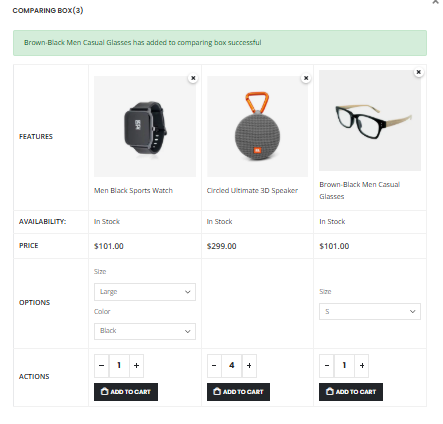 COMPARING BOX(3)
Brown-Black Men Casual Glasses has added to comparing box successful
FEATURES
Men Black Sports Watch
Circled Ultimate 3D Speaker
Brown-Black Men Casual
Glasses
AVAILABILITY:
In Stock
In Stock
In Stock
PRICE
$101.00
$299.00
$101.00
OPTIONS
Size
Large
Color
Black
Size
S
ACTIONS
- 1 +
- 4 +
- 1 +
ADD TO CART
ADD TO CART
ADD TO CART